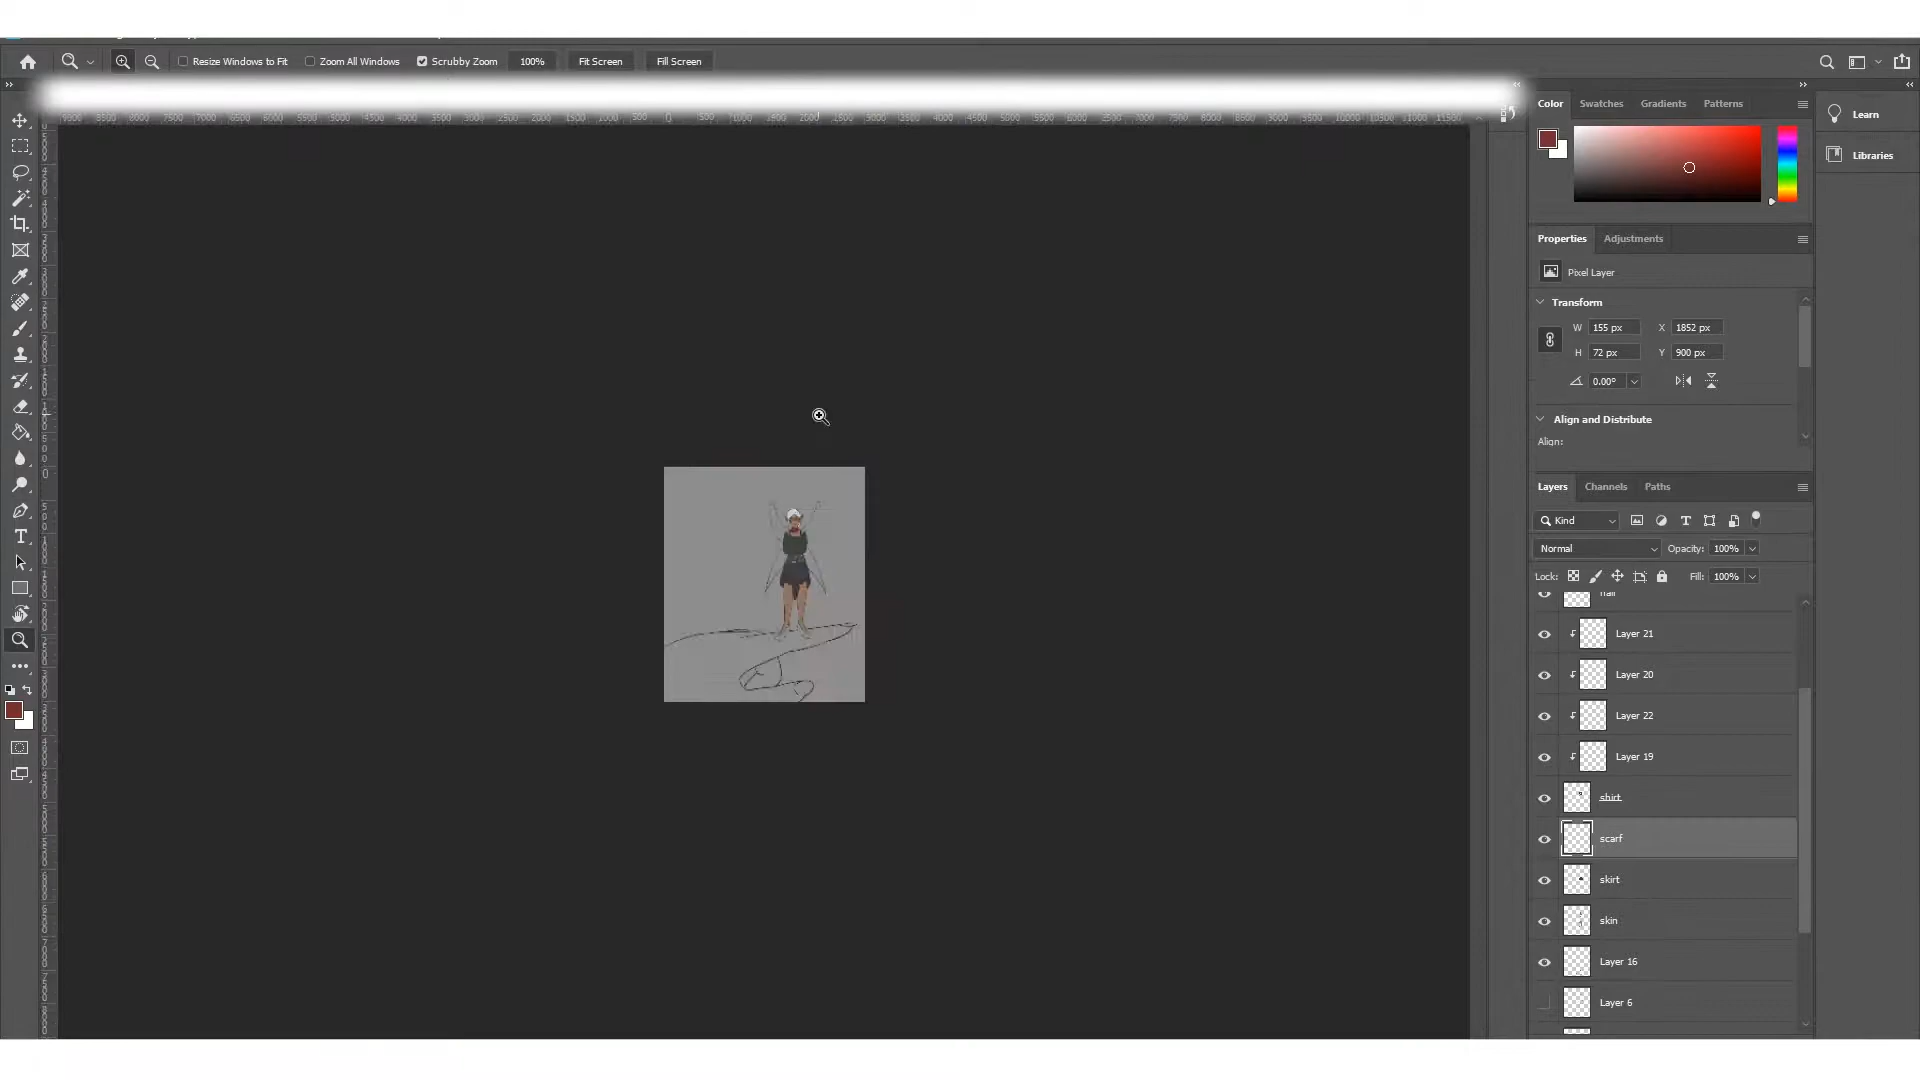 Resize Windows to Fit Zoom All Windows Scrubby Zoom 100% Fit Screen Fill Screen
Color Swatches Gradients Patterns
Learn
Libraries
Properties Adjustments
Pixel Layer
Transform
W 155 px X 1852 px
H 72 px Y 900 px
0.00°
Align and Distribute
Align:
Layers Channels Paths
Kind
Normal Opacity: 100%
Lock: Fill: 100%
hair
Layer 21
Layer 20
Layer 22
Layer 19
shirt
scarf
skirt
skin
Layer 16
Layer 6